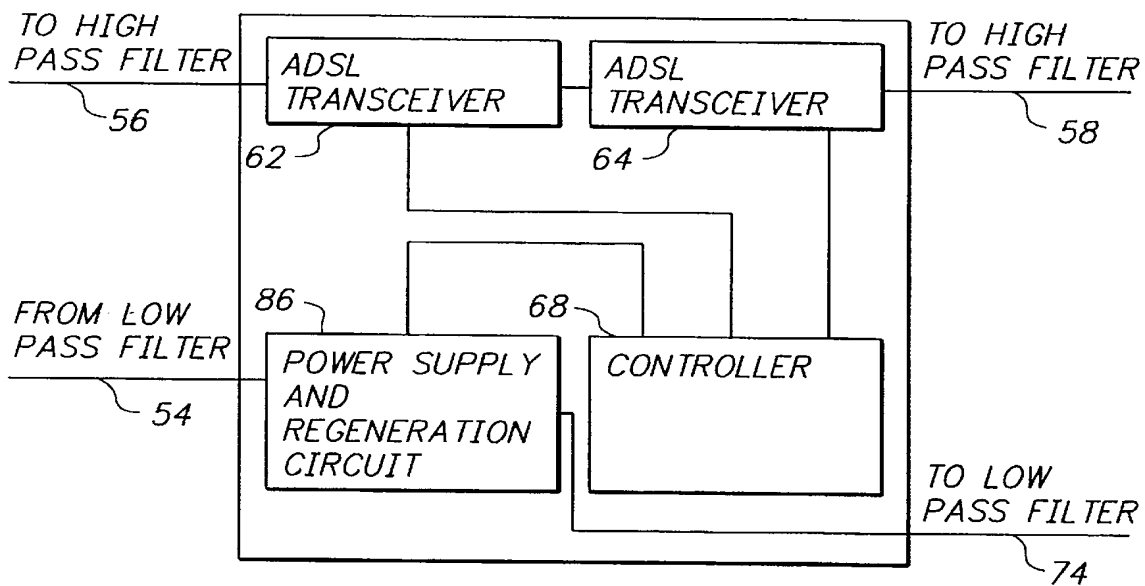 TO HIGH
PASS FILTER
56
ADSL
TRANSCEIVER
62
ADSL
TRANSCEIVER
64
TO HIGH
PASS FILTER
58
FROM LOW
PASS FILTER
54
86
POWER SUPPLY
AND
REGENERATION
CIRCUIT
68
CONTROLLER
TO LOW
PASS FILTER
74